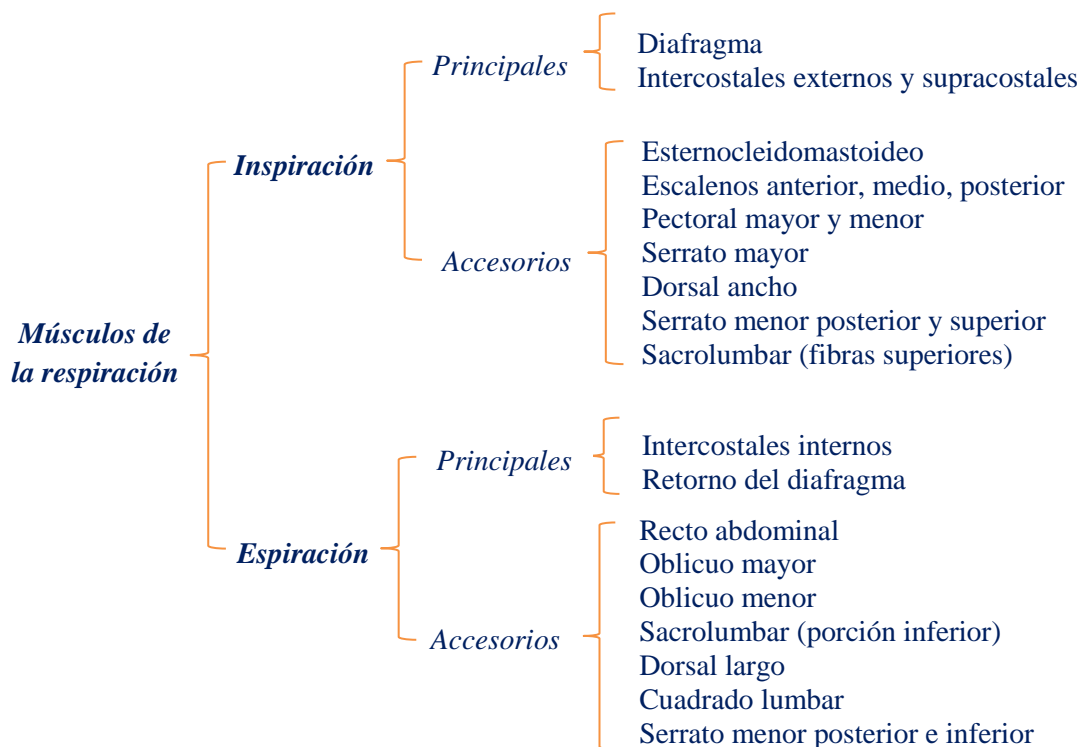 Músculos de
la respiración
Inspiración
Principales
Diafragma
Intercostales externos y supracostales
Accesorios
Esternocleidomastoideo
Escalenos anterior, medio, posterior
Pectoral mayor y menor
Serrato mayor
Dorsal ancho
Serrato menor posterior y superior
Sacrolumbar (fibras superiores)
Espiración
Principales
Intercostales internos
Retorno del diafragma
Accesorios
Recto abdominal
Oblicuo mayor
Oblicuo menor
Sacrolumbar (porción inferior)
Dorsal largo
Cuadrado lumbar
Serrato menor posterior e inferior